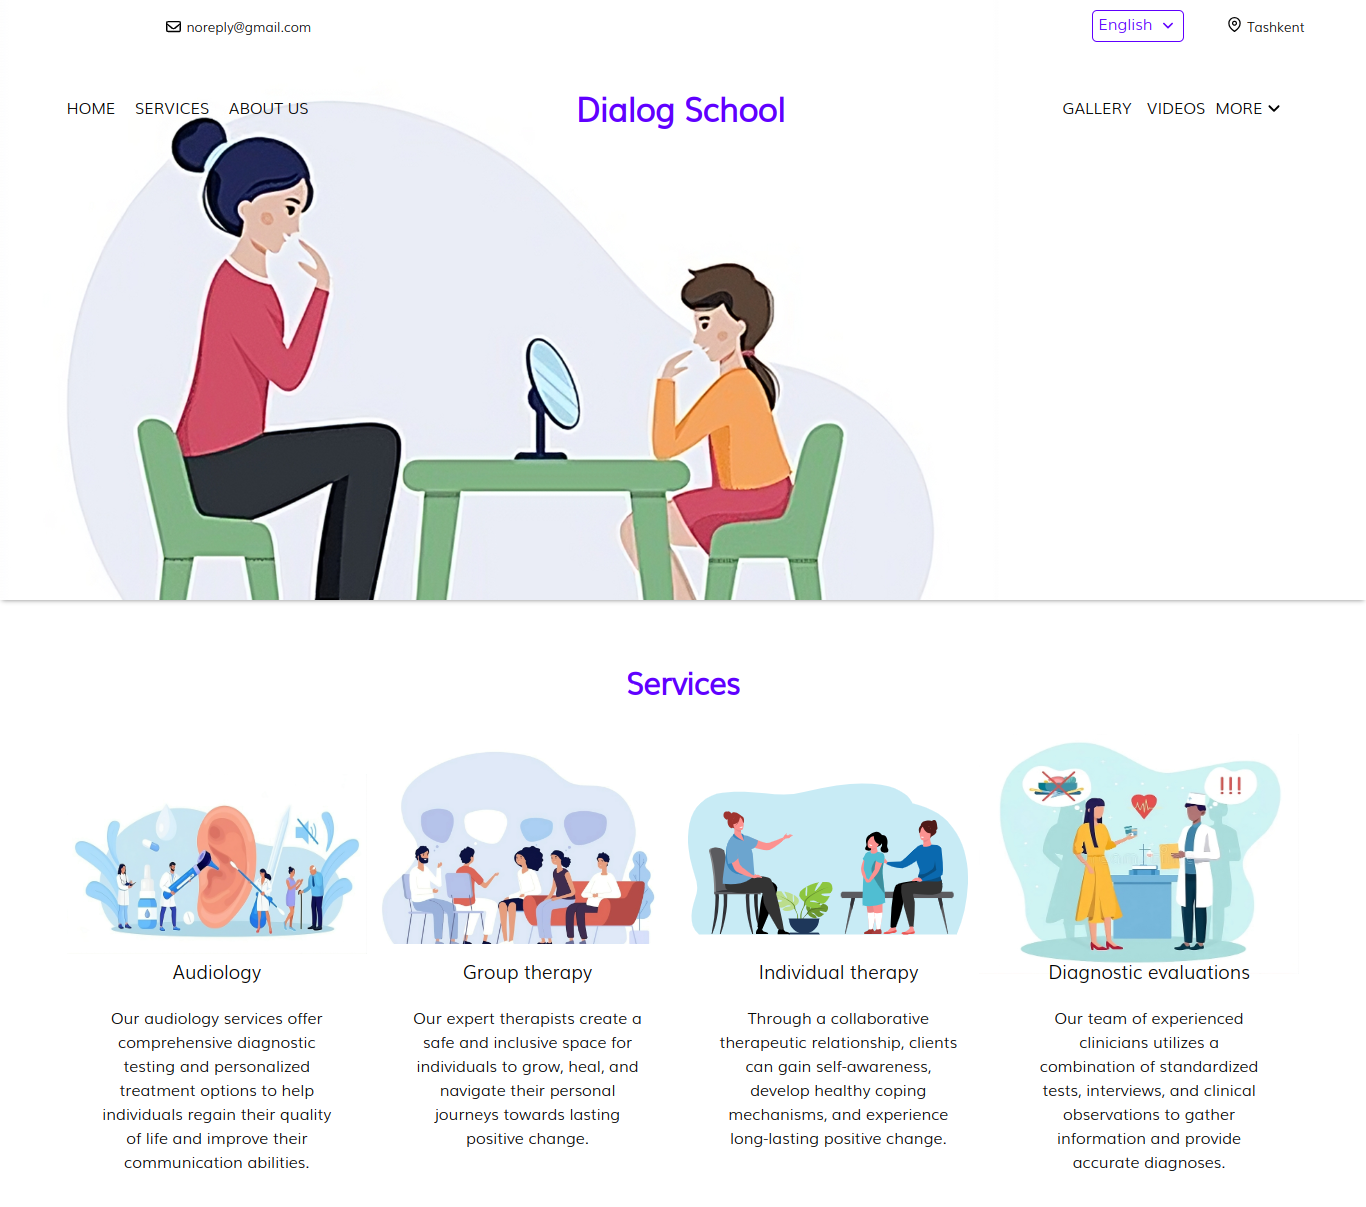 noreply@gmail.com
English
Tashkent
HOME SERVICES ABOUT US
Dialog School
GALLERY VIDEOS MORE
Services
!!!
Audiology
Our audiology services offer
comprehensive diagnostic
testing and personalized
treatment options to help
individuals regain their quality
of life and improve their
communication abilities.
Group therapy
Our expert therapists create a
safe and inclusive space for
individuals to grow, heal, and
navigate their personal
journeys towards lasting
positive change.
Individual therapy
Through a collaborative
therapeutic relationship, clients
can gain self-awareness,
develop healthy coping
mechanisms, and experience
long-lasting positive change.
Diagnostic evaluations
Our team of experienced
clinicians utilizes a
combination of standardized
tests, interviews, and clinical
observations to gather
information and provide
accurate diagnoses.